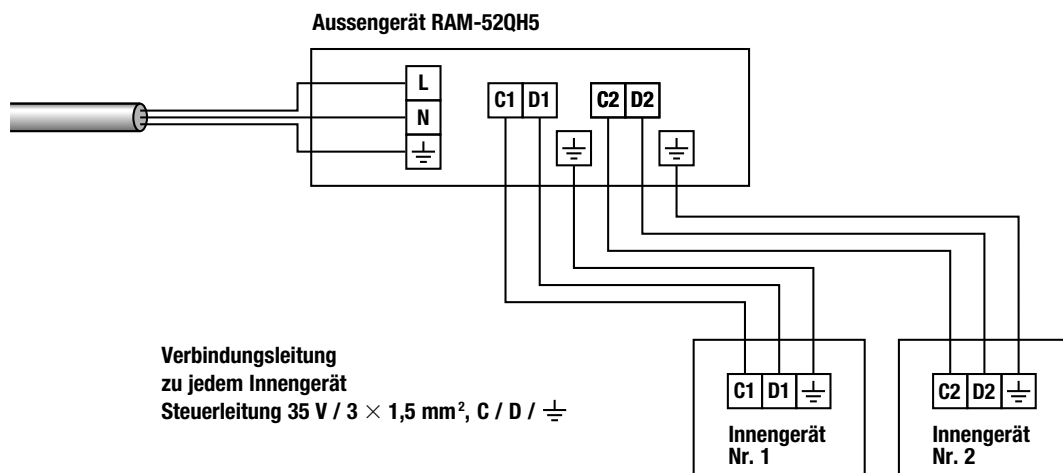 Aussengerät RAM-52QH5
L
N
C1 D1
C2 D2
Verbindungsleitung
zu jedem Innengerät
Steuerleitung 35 V / 3 × 1,5 mm², C / D / ⏚
C1 D1 ⏚
Innengerät
Nr. 1
C2 D2 ⏚
Innengerät
Nr. 2